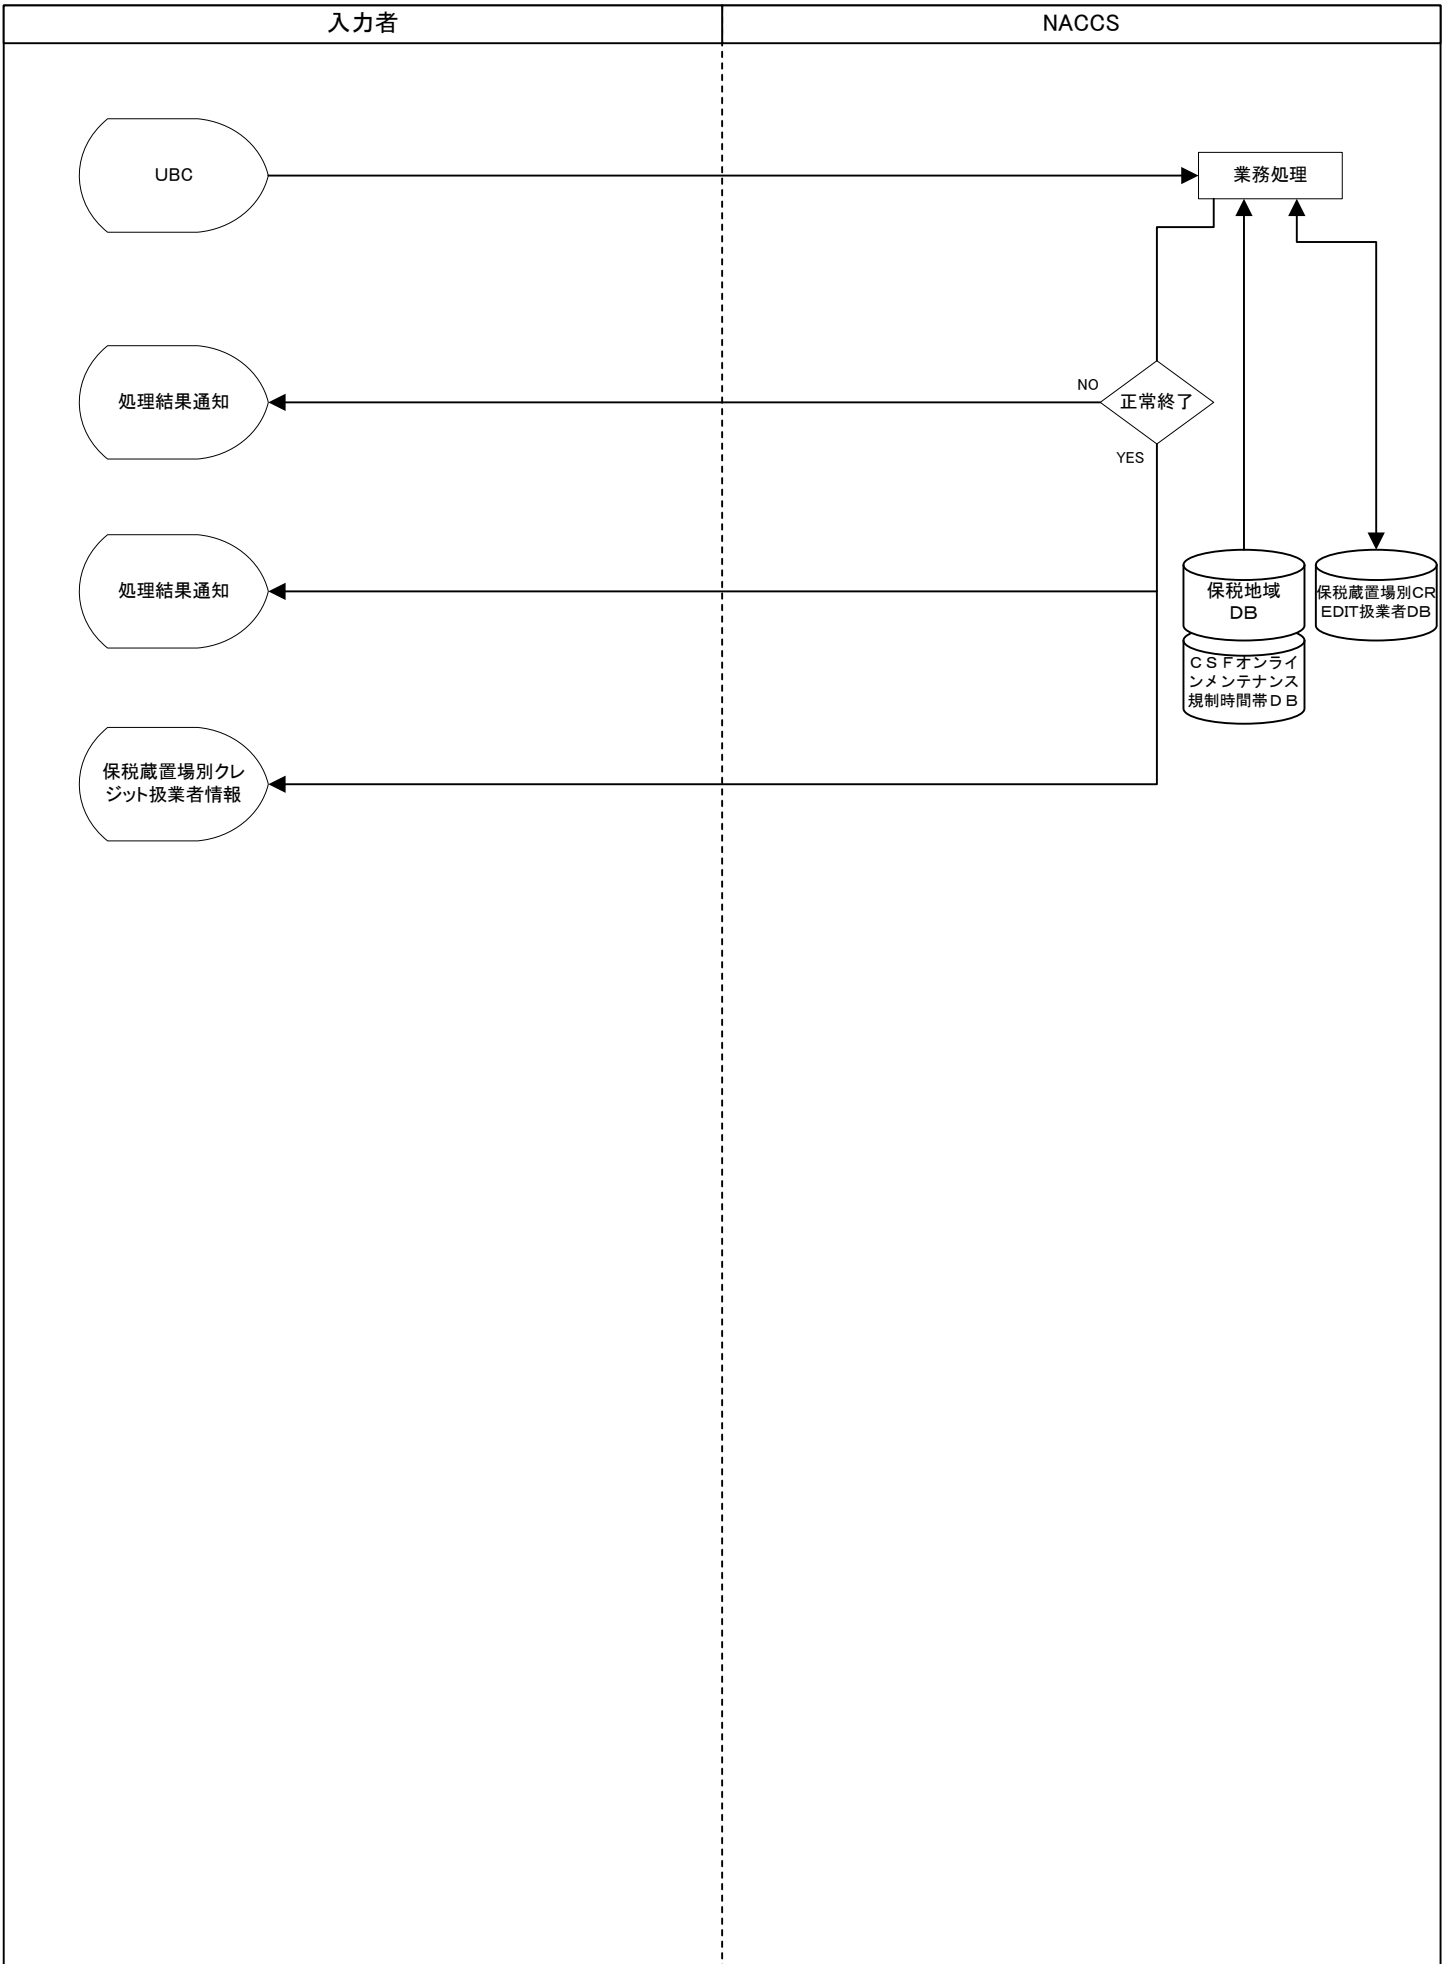 入力者
NACCS
UBC
業務処理
処理結果通知
NO
正常終了
YES
処理結果通知
保税地域
DB
保税蔵置場別CR
EDIT扱業者DB
CSFオンライ
ンメンテナンス
規制時間帯DB
保税蔵置場別クレ
ジット扱業者情報